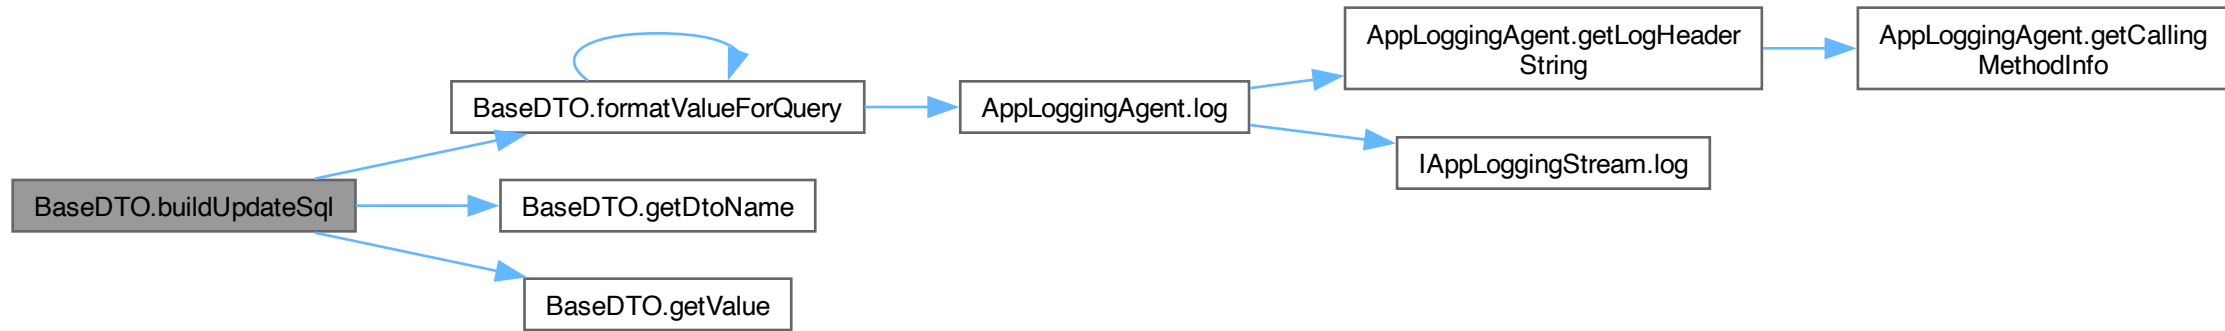 BaseDTO.buildUpdateSql
BaseDTO.formatValueForQuery
BaseDTO.getDtoName
BaseDTO.getValue
AppLoggingAgent.log
AppLoggingAgent.getLogHeader
String
IAppLoggingStream.log
AppLoggingAgent.getCalling
MethodInfo